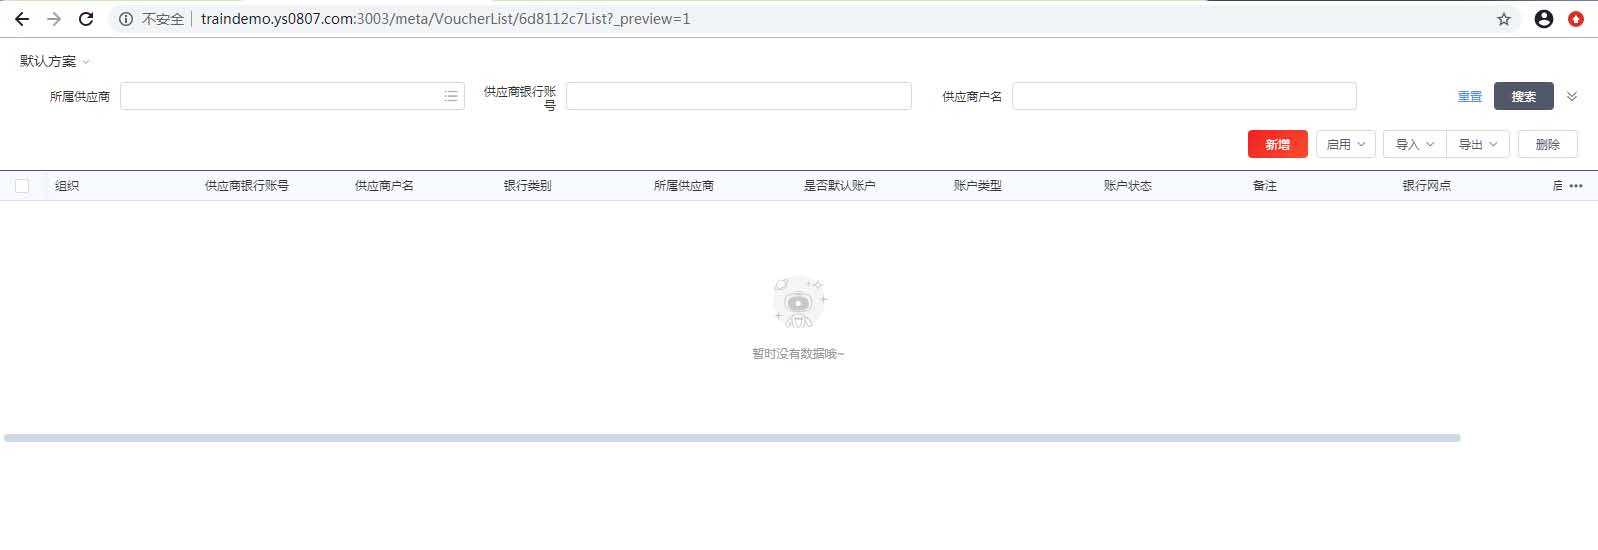 不安全 traindemo.ys0807.com:3003/meta/VoucherList/6d8112c7List?_preview=1
默认方案
所属供应商 供应商银行账号 供应商户名 重置 搜索
新增 启用 导入 导出 删除
组织 供应商银行账号 供应商户名 银行类别 所属供应商 是否默认账户 账户类型 账户状态 备注 银行网点
暂时没有数据哦~